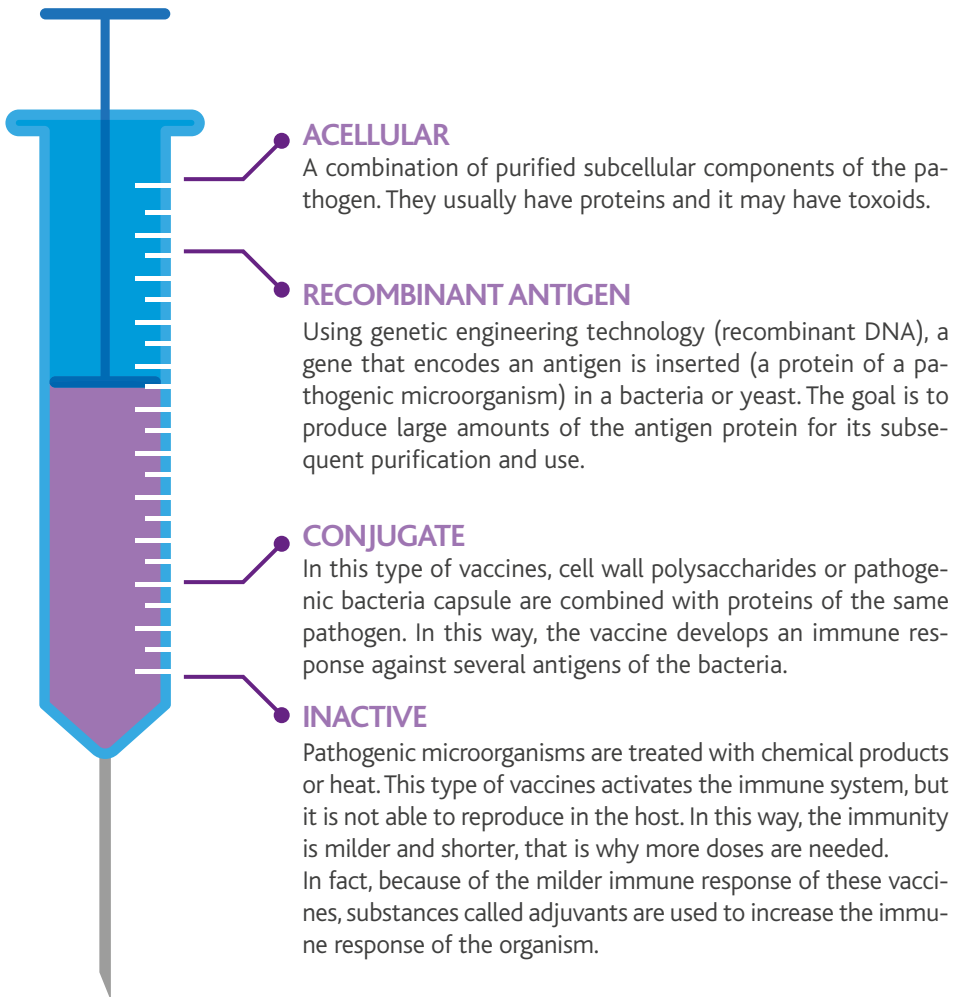 ACELLULAR
A combination of purified subcellular components of the pa-
thogen. They usually have proteins and it may have toxoids.
RECOMBINANT ANTIGEN
Using genetic engineering technology (recombinant DNA), a
gene that encodes an antigen is inserted (a protein of a pa-
thogenic microorganism) in a bacteria or yeast. The goal is to
produce large amounts of the antigen protein for its subse-
quent purification and use.
CONJUGATE
In this type of vaccines, cell wall polysaccharides or pathoge-
nic bacteria capsule are combined with proteins of the same
pathogen. In this way, the vaccine develops an immune res-
ponse against several antigens of the bacteria.
INACTIVE
Pathogenic microorganisms are treated with chemical products
or heat. This type of vaccines activates the immune system, but
it is not able to reproduce in the host. In this way, the immunity
is milder and shorter, that is why more doses are needed.
In fact, because of the milder immune response of these vacci-
nes, substances called adjuvants are used to increase the immu-
ne response of the organism.